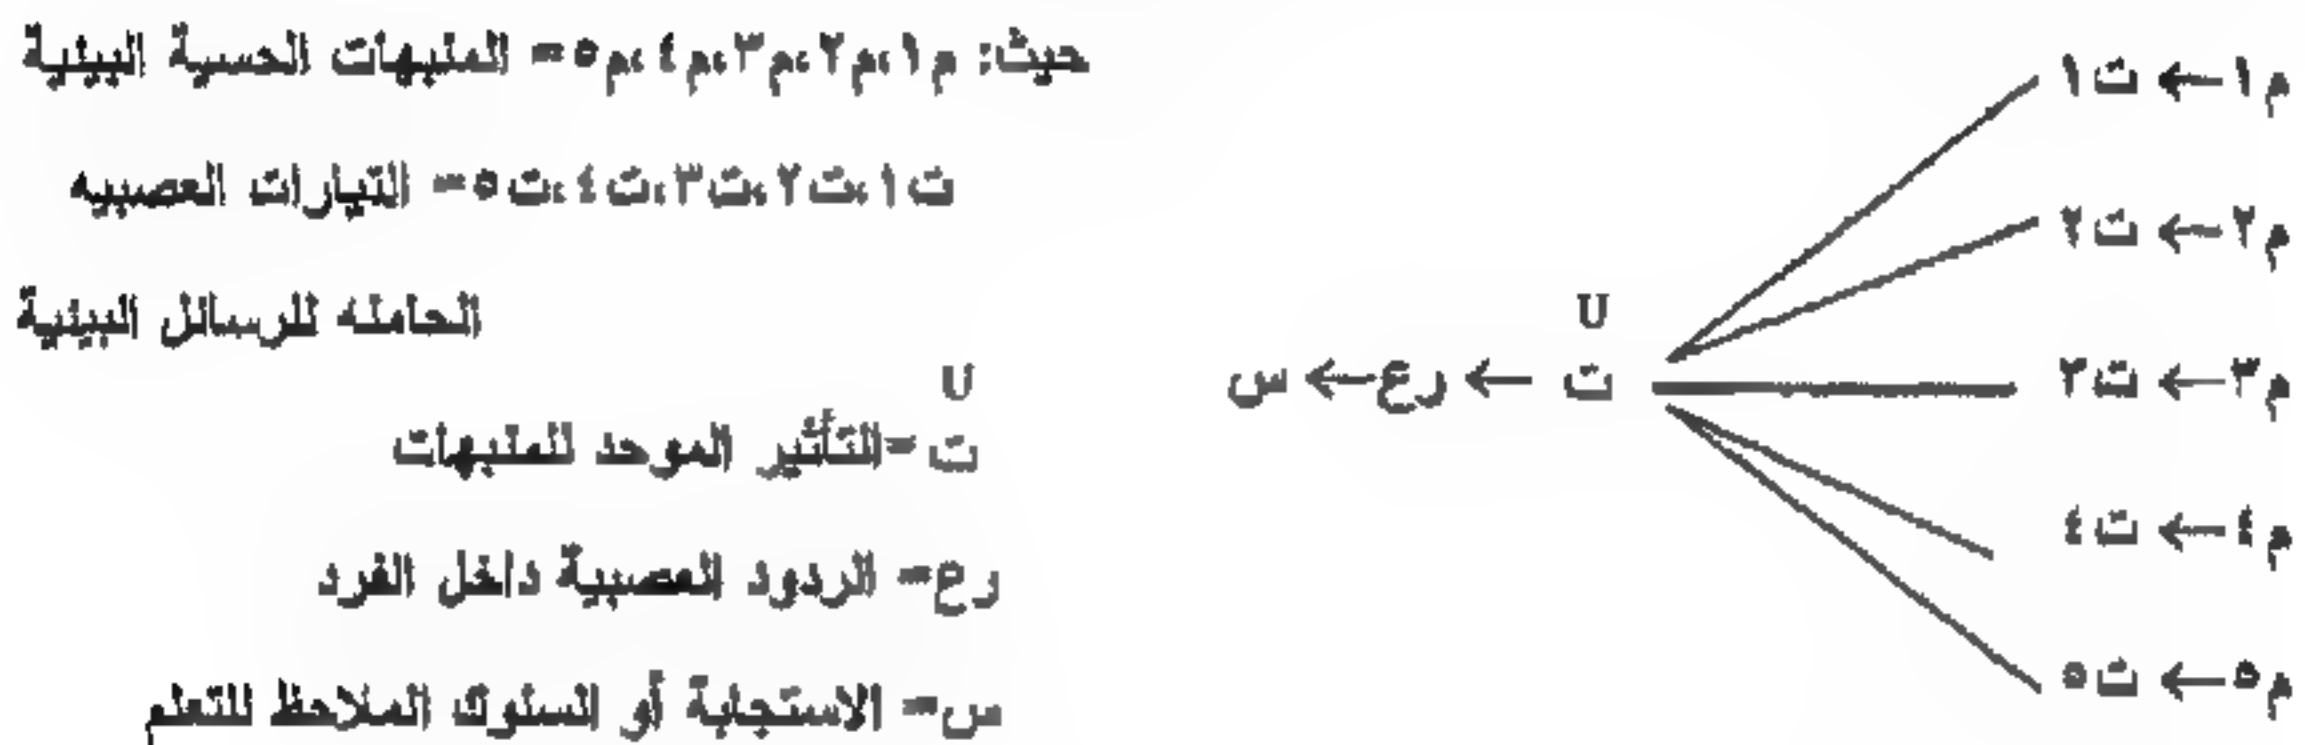 م١ ← ت١
م٢ ← ت٢
U
م٣ ← ت٣ ت ← رع ← س
م٤ ← ت٤
م٥ ← ت٥
حيث: م١،م٢،م٣،م٤،م٥= المنبهات الحسية البيئية
ت١،ت٢،ت٣،ت٤،ت٥= التيارات العصبيه
الحامله للرسائل البيئية
U
ت=التأثير الموحد للمنبهات
رع= الردود العصبية داخل الفرد
س= الاستجابة أو السلوك الملاحظ للتعلم